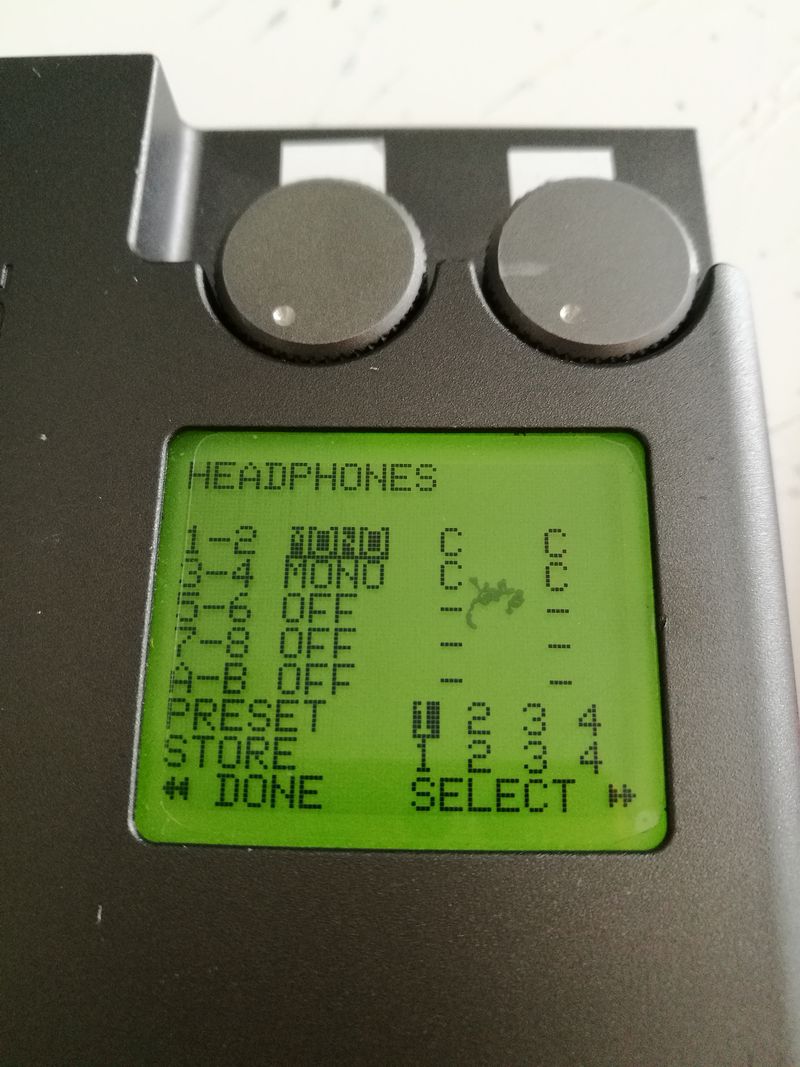 HEADPHONES
1-2 MONO C C
3-4 MONO C C
5-6 OFF - -
7-8 OFF - -
A-B OFF - -
PRESET 1 2 3 4
STORE 1 2 3 4
DONE SELECT